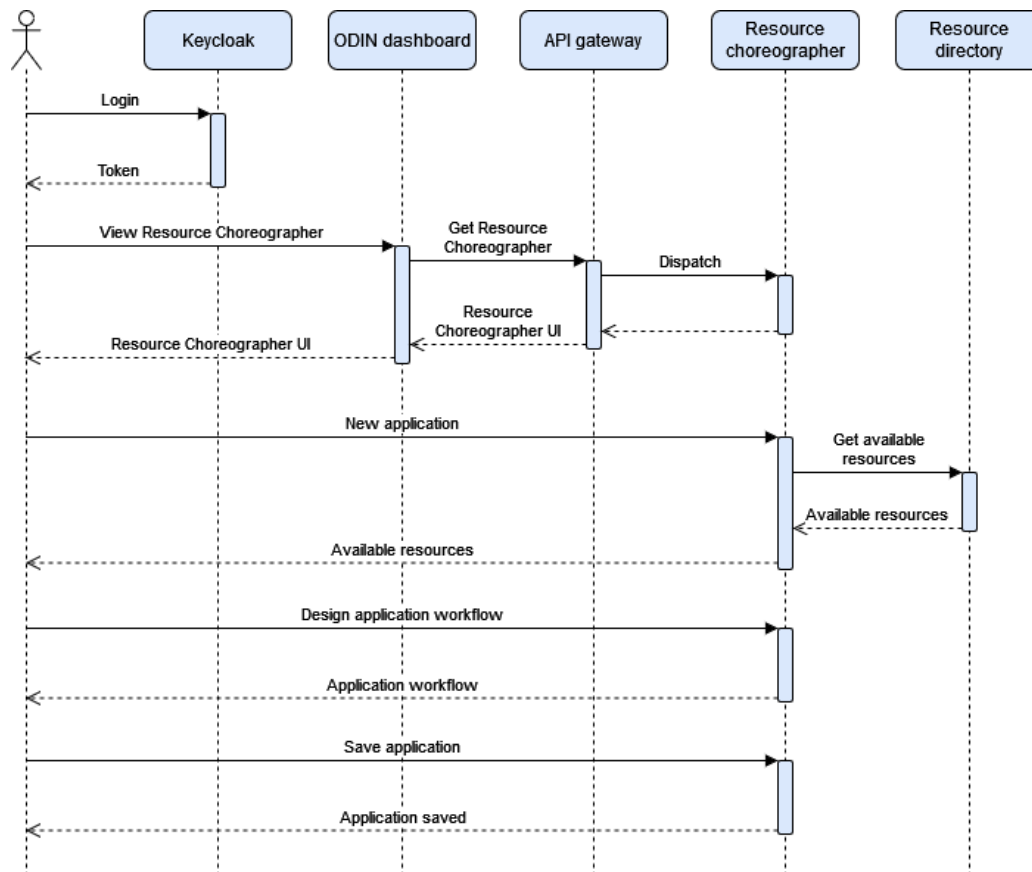 Keycloak
ODIN dashboard
API gateway
Resource
choreographer
Resource
directory
Login
Token
View Resource Choreographer
Get Resource
Choreographer
Dispatch
Resource
Choreographer UI
Resource Choreographer UI
New application
Get available
resources
Available resources
Available resources
Design application workflow
Application workflow
Save application
Application saved